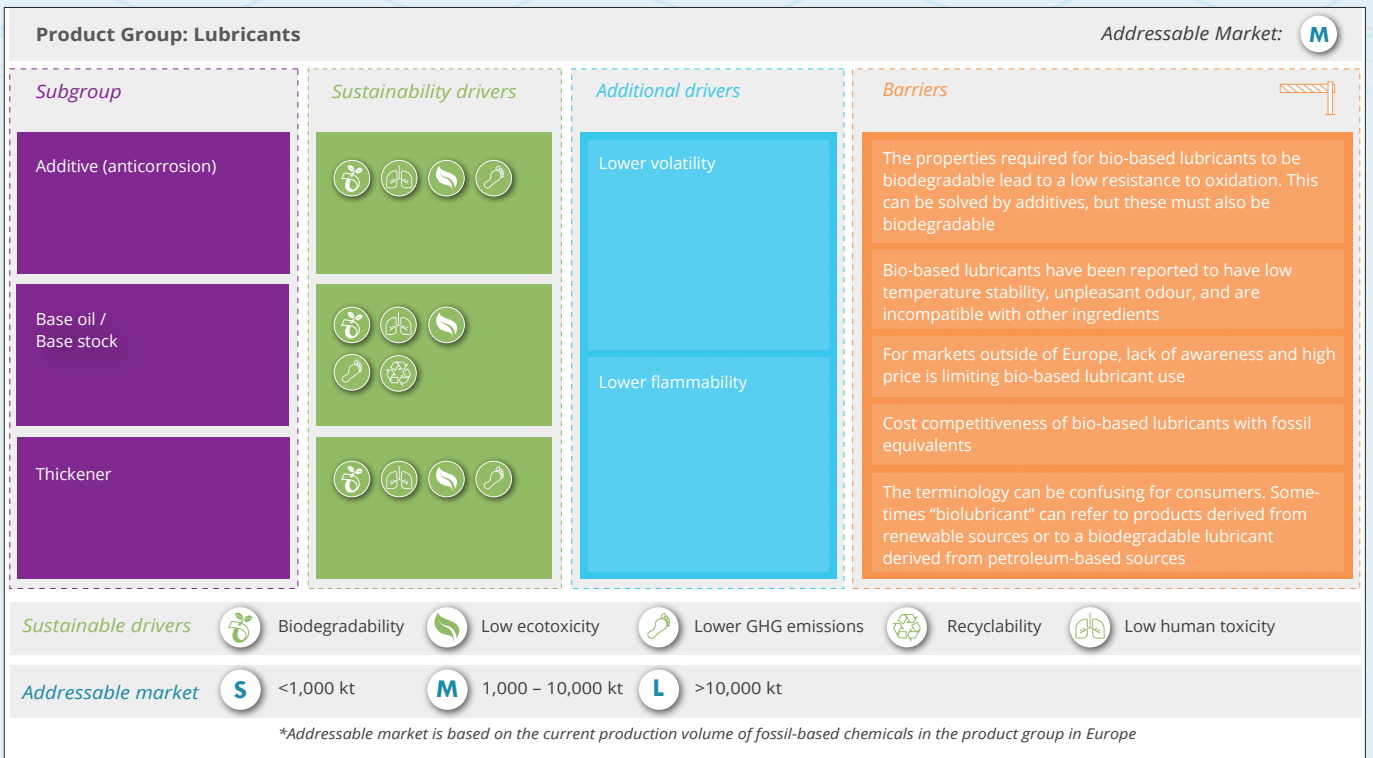 Product Group: Lubricants
Addressable Market:
M
Subgroup
Sustainability drivers
Additional drivers
Barriers
Additive (anticorrosion)
Base oil /
Base stock
Thickener
Lower volatility
Lower flammability
The properties required for bio-based lubricants to be
biodegradable lead to a low resistance to oxidation. This
can be solved by additives, but these must also be
biodegradable
Bio-based lubricants have been reported to have low
temperature stability, unpleasant odour, and are
incompatible with other ingredients
For markets outside of Europe, lack of awareness and high
price is limiting bio-based lubricant use
Cost competitiveness of bio-based lubricants with fossil
equivalents
The terminology can be confusing for consumers. Some-
times “biolubricant” can refer to products derived from
renewable sources or to a biodegradable lubricant
derived from petroleum-based sources
Sustainable drivers
Biodegradability
Low ecotoxicity
Lower GHG emissions
Recyclability
Low human toxicity
Addressable market
S
<1,000 kt
M
1,000 – 10,000 kt
L
>10,000 kt
*Addressable market is based on the current production volume of fossil-based chemicals in the product group in Europe